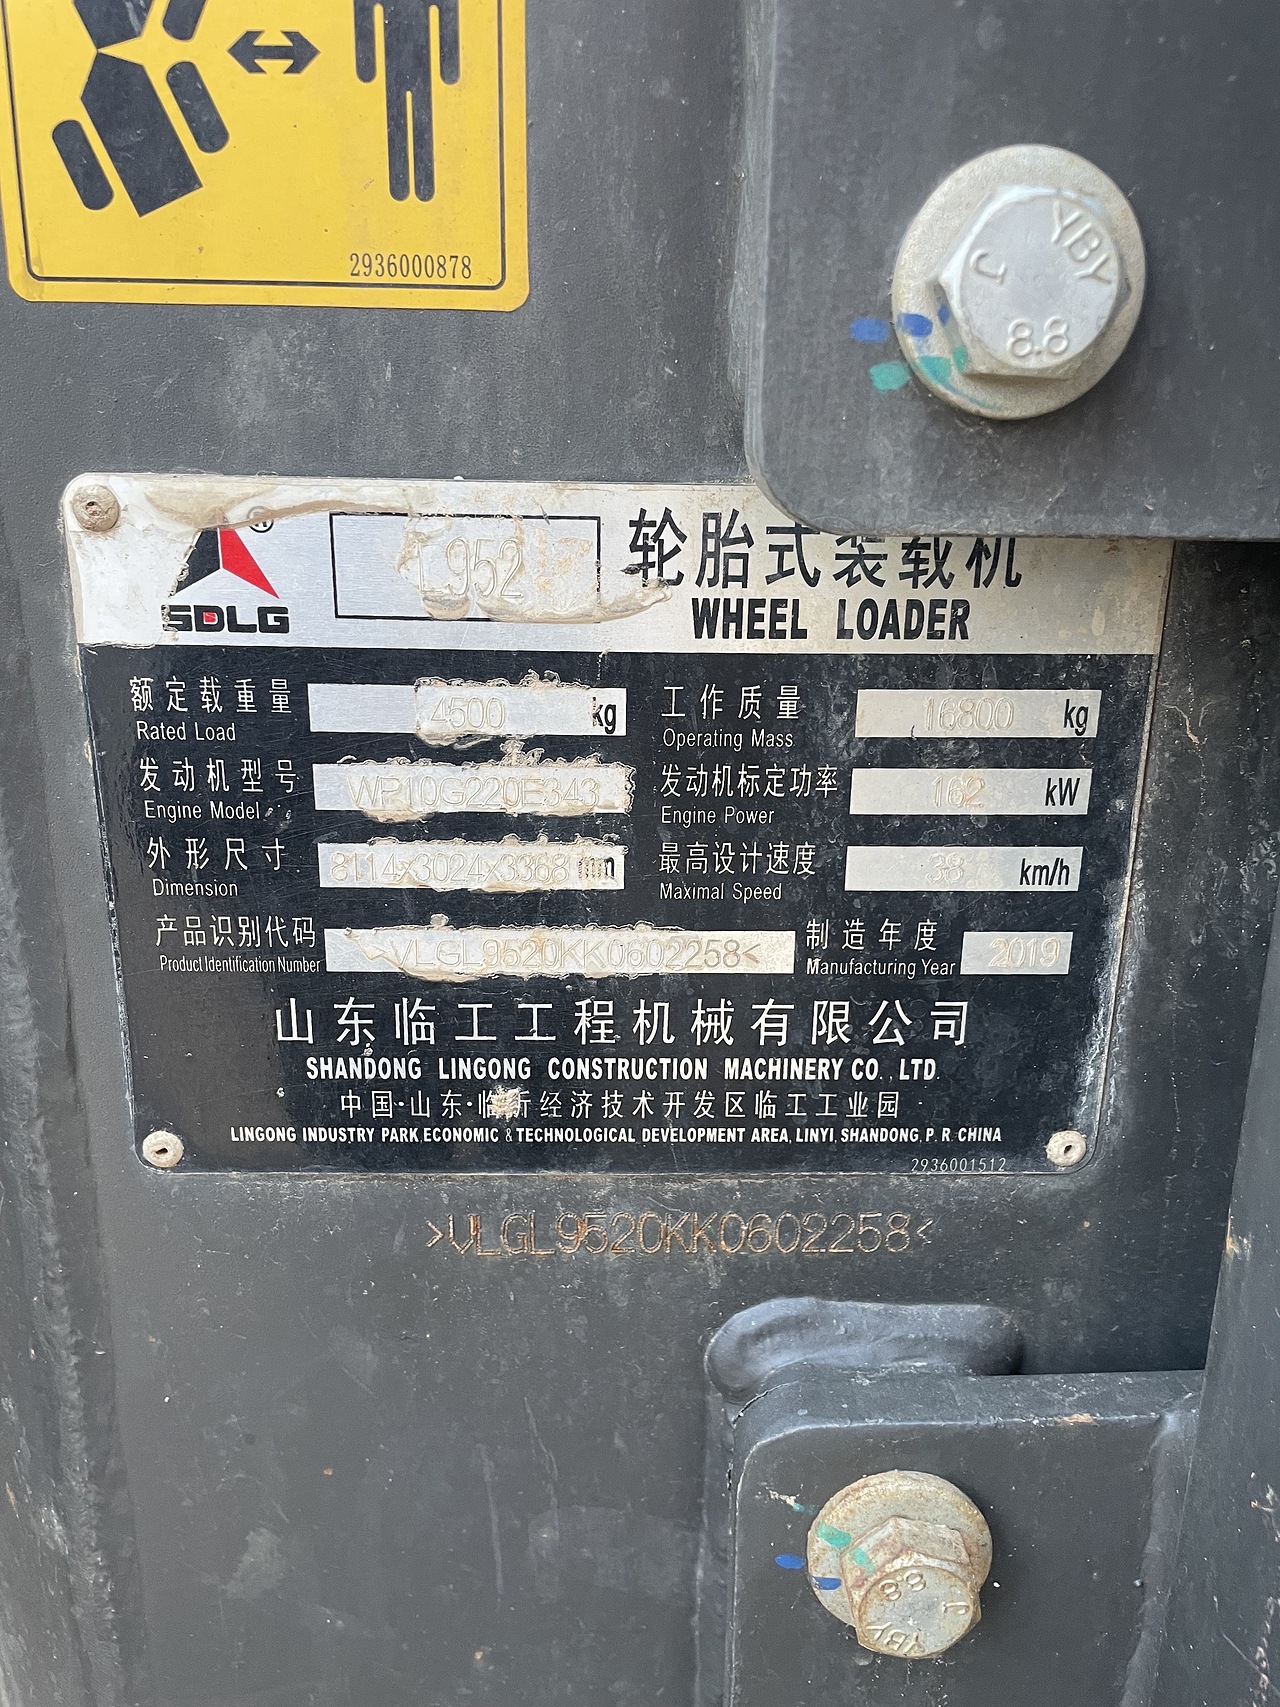 2936000878
YBY
J
8.8
SDLG ®
L952
轮胎式装载机
WHEEL LOADER
额定载重量 4500 kg 工作质量 16800 kg
Rated Load Operating Mass
发动机型号 WP10G220E343 发动机标定功率 162 kW
Engine Model Engine Power
外形尺寸 8114x3024x3368 mm 最高设计速度 38 km/h
Dimension Maximal Speed
产品识别代码 VLGL9520KK0602258< 制造年度 2019
Product Identification Number Manufacturing Year
山东临工工程机械有限公司
SHANDONG LINGONG CONSTRUCTION MACHINERY CO., LTD.
中国·山东·临沂经济技术开发区临工工业园
LINGONG INDUSTRY PARK, ECONOMIC & TECHNOLOGICAL DEVELOPMENT AREA, LINYI, SHANDONG, P. R. CHINA
2936001512
>VLGL9520KK0602258<
8.8
J
YBY